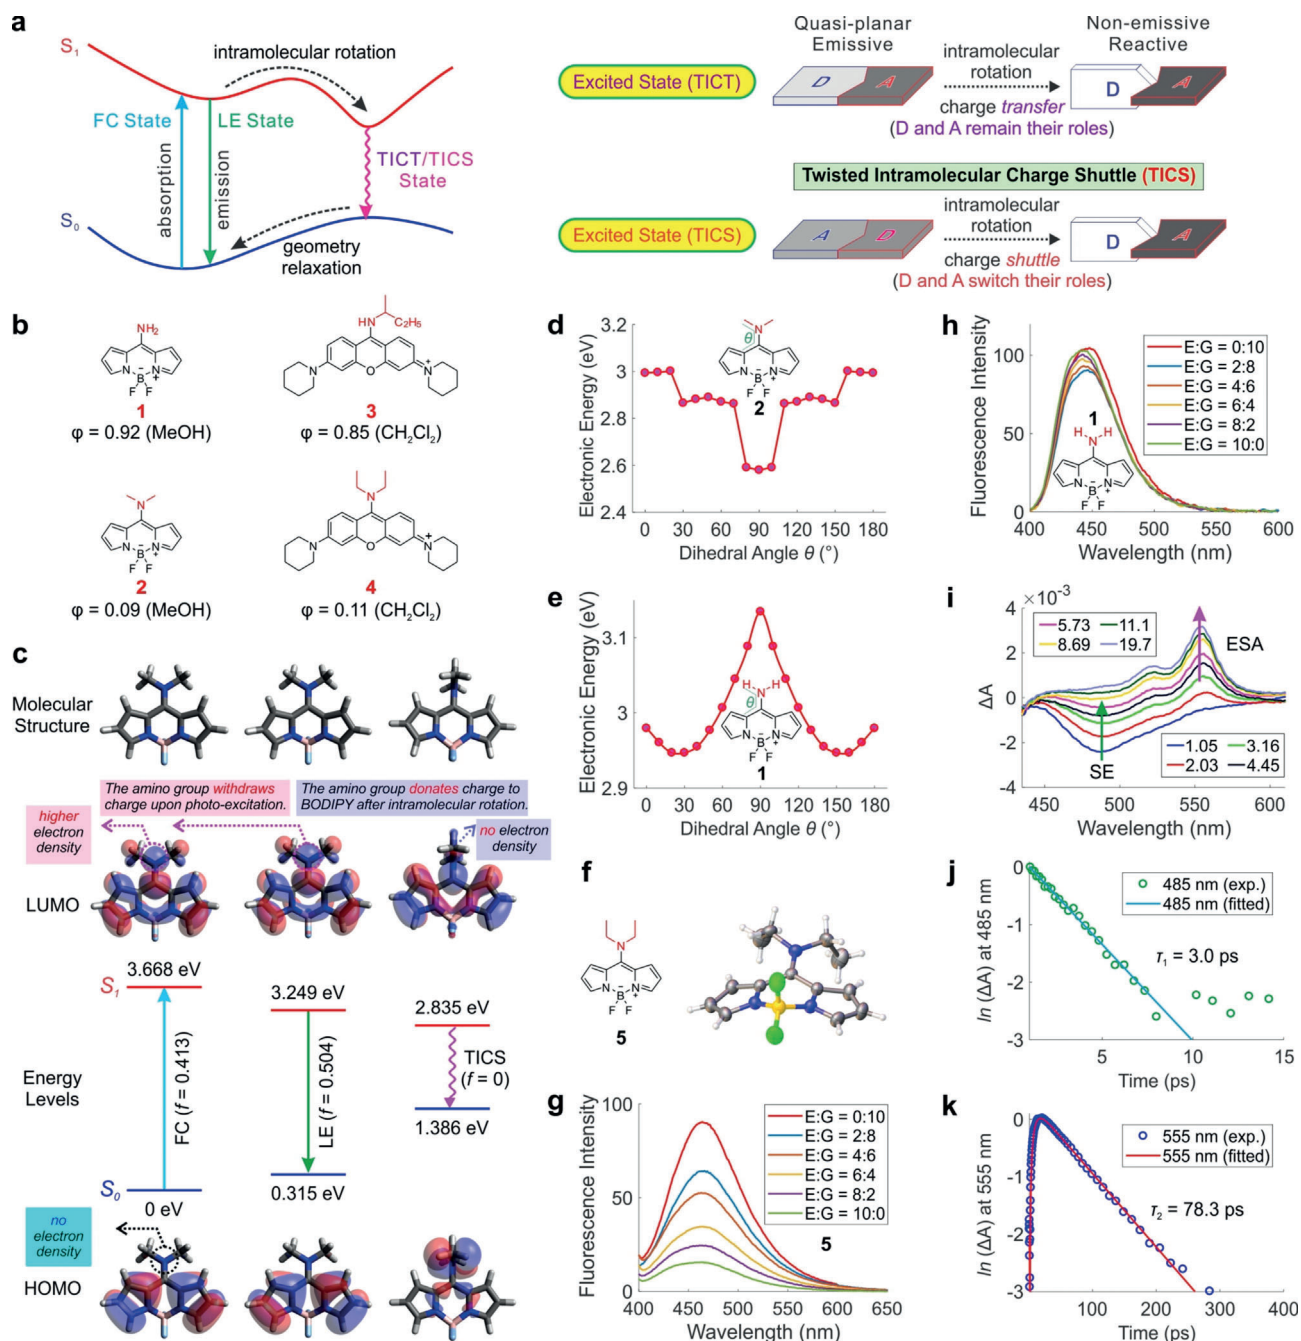 a
S1
intramolecular rotation
FC State
LE State
absorption
emission
TICT/TICS
State
S0
geometry
relaxation
Quasi-planar
Emissive
Non-emissive
Reactive
Excited State (TICT)
D
A
intramolecular
rotation
charge transfer
(D and A remain their roles)
D
A
Twisted Intramolecular Charge Shuttle (TICS)
Excited State (TICS)
A
D
intramolecular
rotation
charge shuttle
(D and A switch their roles)
D
A
b
NH2
N
B
N
F
F
-
+
1
φ = 0.92 (MeOH)
HN
C2H5
N
O
N
+
3
φ = 0.85 (CH2Cl2)
N
N
B
N
F
F
-
+
2
φ = 0.09 (MeOH)
N
N
O
N
+
4
φ = 0.11 (CH2Cl2)
c
Molecular
Structure
The amino group withdraws
charge upon photo-excitation.
The amino group donates charge to
BODIPY after intramolecular rotation.
higher
electron
density
no electron
density
LUMO
S1
3.668 eV
3.249 eV
2.835 eV
Energy
Levels
FC (f = 0.413)
LE (f = 0.504)
TICS
(f = 0)
1.386 eV
0.315 eV
S0
0 eV
no
electron
density
HOMO
d
Electronic Energy (eV)
3.2
3
2.8
2.6
2.4
0 30 60 90 120 150 180
Dihedral Angle θ (°)
N
θ
N
B
N
F
F
-
+
2
e
Electronic Energy (eV)
3.1
3
2.9
0 30 60 90 120 150 180
Dihedral Angle θ (°)
H
N
H
θ
N
B
N
F
F
-
+
1
f
N
N
B
N
F
F
-
+
5
g
Fluorescence Intensity
100
50
0
400 450 500 550 600 650
Wavelength (nm)
E:G = 0:10
E:G = 2:8
E:G = 4:6
E:G = 6:4
E:G = 8:2
E:G = 10:0
5
h
Fluorescence Intensity
100
50
0
400 450 500 550 600
Wavelength (nm)
E:G = 0:10
E:G = 2:8
E:G = 4:6
E:G = 6:4
E:G = 8:2
E:G = 10:0
1
H
N
H
N
B
N
F
F
-
+
i
×10-3
ΔA
4
2
0
-2
-4
5.73 11.1
8.69 19.7
ESA
SE
1.05 3.16
2.03 4.45
450 500 550 600
Wavelength (nm)
j
ln (ΔA) at 485 nm
0
-1
-2
-3
485 nm (exp.)
485 nm (fitted)
τ1 = 3.0 ps
5 10 15
Time (ps)
k
ln (ΔA) at 555 nm
0
-1
-2
-3
555 nm (exp.)
555 nm (fitted)
τ2 = 78.3 ps
100 200 300 400
Time (ps)